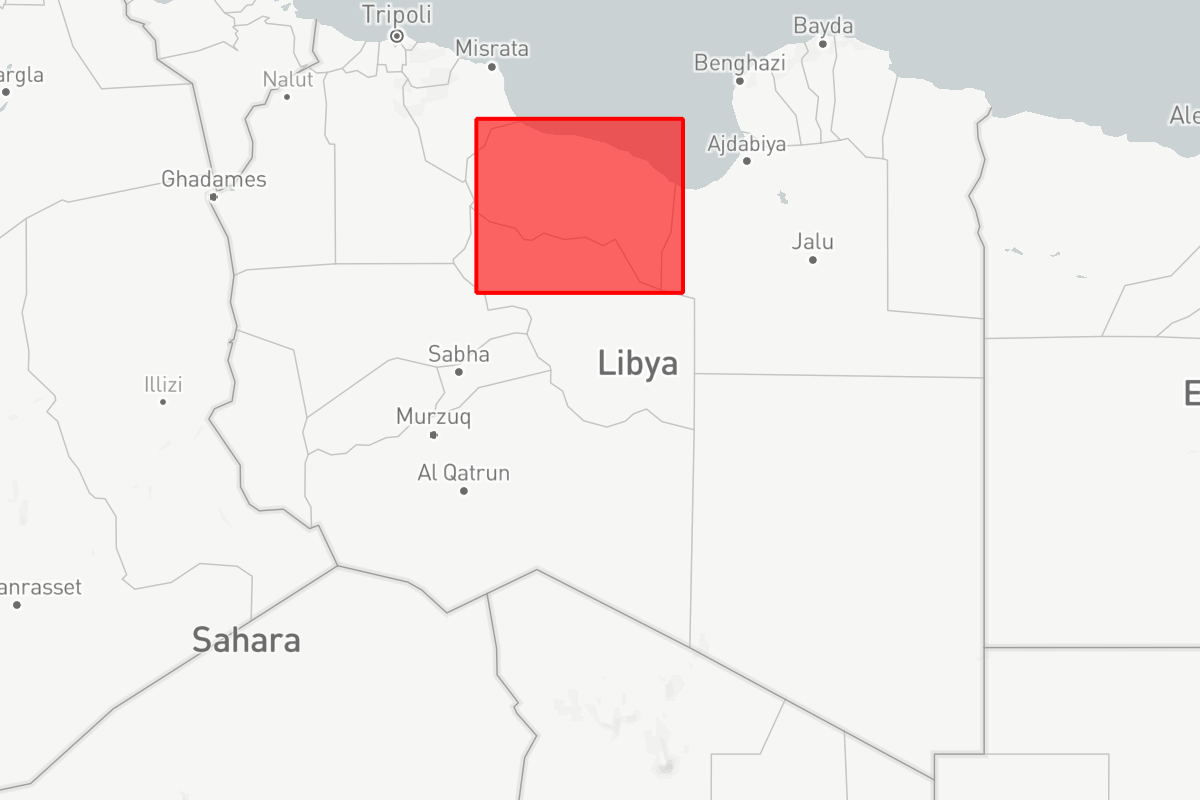 Tripoli
Bayda
Misrata
Benghazi
argla
Nalut
Ale
Ajdabiya
Ghadames
Jalu
Sabha
Libya
Illizi
E
Murzuq
Al Qatrun
anrasset
Sahara